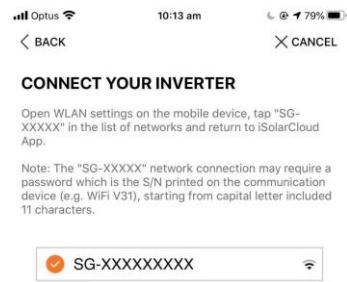 Optus 10:13 am 79%
BACK CANCEL
CONNECT YOUR INVERTER
Open WLAN settings on the mobile device, tap "SG-
XXXXX" in the list of networks and return to iSolarCloud
App.
Note: The "SG-XXXXX" network connection may require a
password which is the S/N printed on the communication
device (e.g. WiFi V31), starting from capital letter included
11 characters.
SG-XXXXXXXXX